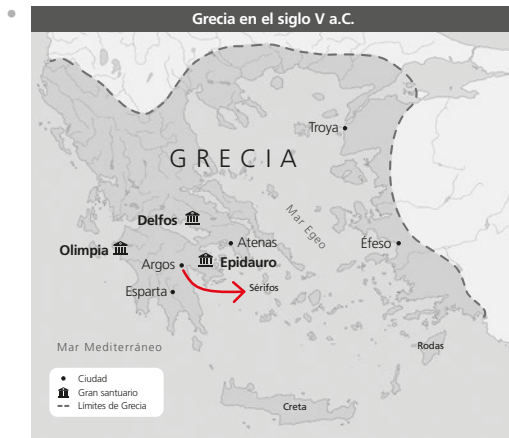 Grecia en el siglo V a.C.
Troya
GRECIA
Mar Egeo
Delfos
Atenas
Éfeso
Olimpia
Epidauro
Argos
Sérifos
Esparta
Mar Mediterráneo
Rodas
Ciudad
Gran santuario
Límites de Grecia
Creta